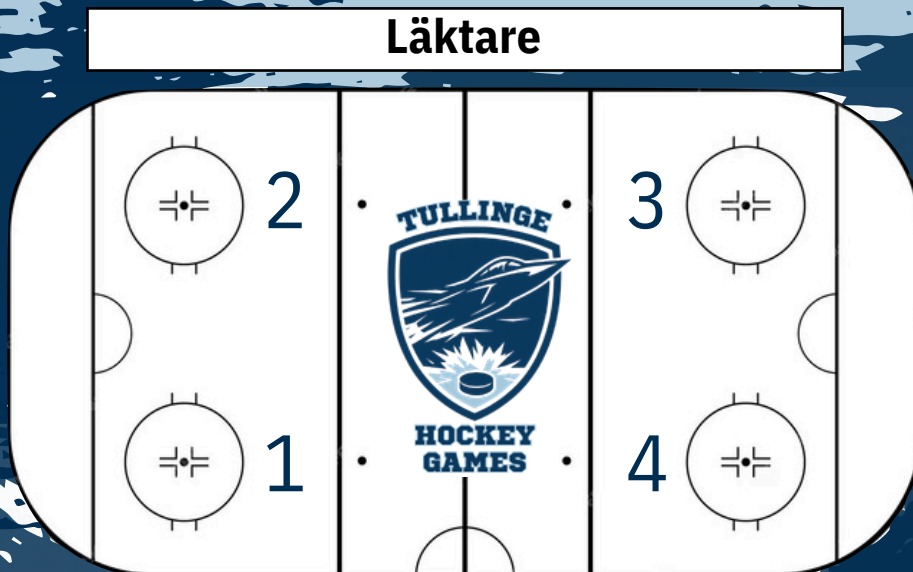 Läktare
2
3
TULLINGE
HOCKEY
GAMES
1
4